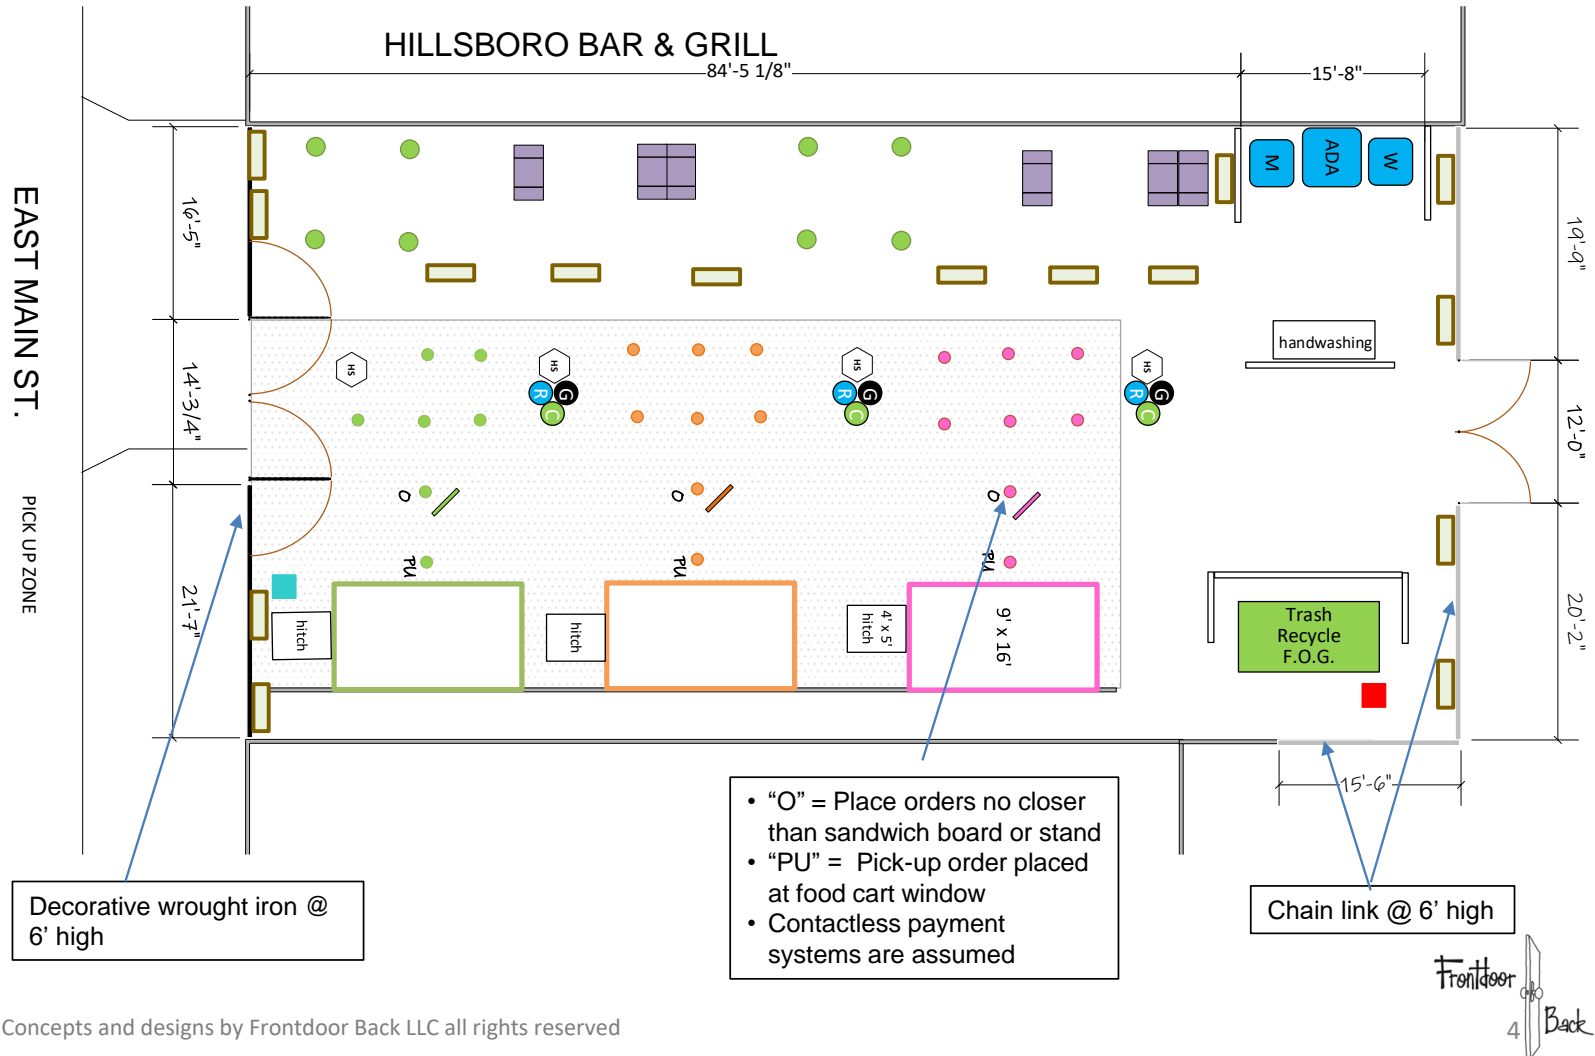 HILLSBORO BAR & GRILL
84'-5 1/8"
15'-8"
M
ADA
W
EAST MAIN ST.
PICK UP ZONE
16'-5"
14'-3/4"
21'-7"
19'-9"
12'-0"
20'-2"
15'-6"
handwashing
HS
HS
R
G
C
HS
R
G
C
HS
R
G
C
O
O
O
PU
PU
PU
hitch
hitch
4' x 5'
hitch
9' x 16'
Trash
Recycle
F.O.G.
• “O” = Place orders no closer
than sandwich board or stand
• “PU” = Pick-up order placed
at food cart window
• Contactless payment
systems are assumed
Decorative wrought iron @
6’ high
Chain link @ 6’ high
Frontdoor
Back
4
Concepts and designs by Frontdoor Back LLC all rights reserved